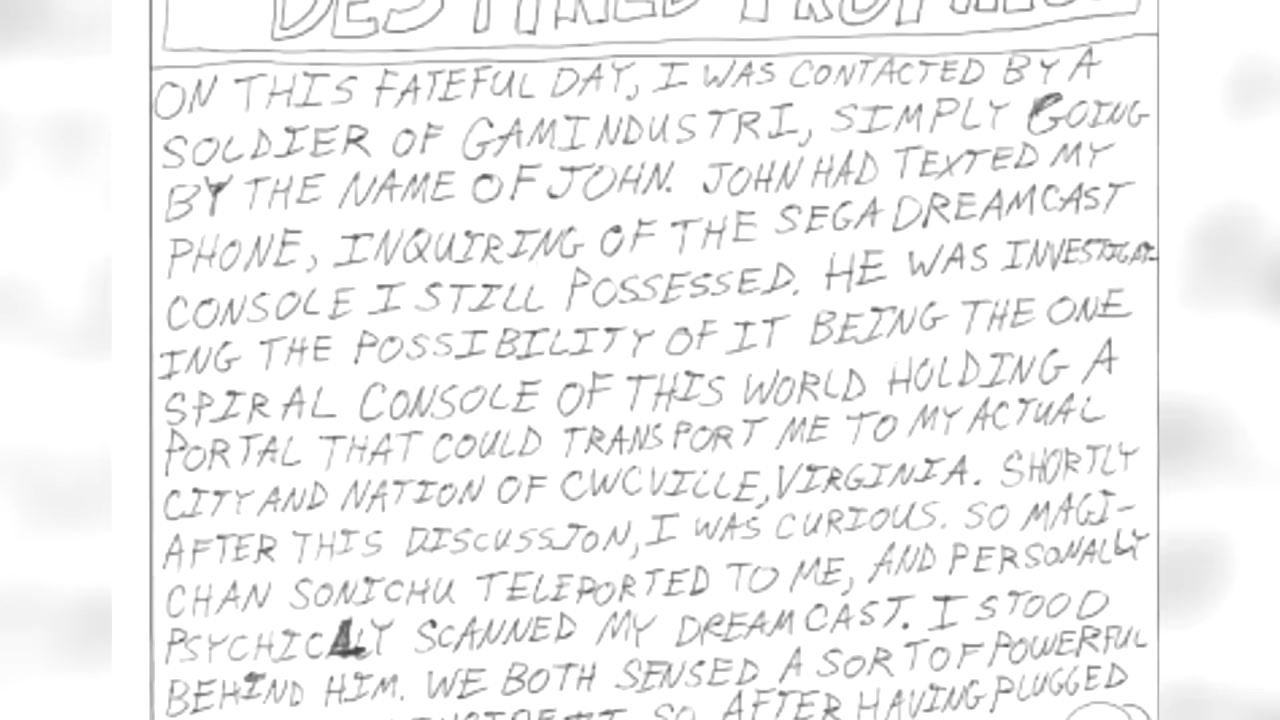 DESTINED
ON THIS FATEFUL DAY, I WAS CONTACTED BY A
SOLDIER OF GAMINDUSTRI, SIMPLY GOING
BY THE NAME OF JOHN. JOHN HAD TEXTED MY
PHONE, INQUIRING OF THE SEGA DREAMCAST
CONSOLE I STILL POSSESSED. HE WAS INVESTIGAT-
ING THE POSSIBILITY OF IT BEING THE ONE
SPIRAL CONSOLE OF THIS WORLD HOLDING A
PORTAL THAT COULD TRANSPORT ME TO MY ACTUAL
CITY AND NATION OF CWCVILLE, VIRGINIA. SHORTLY
AFTER THIS DISCUSSION, I WAS CURIOUS. SO MAGI-
CHAN SONICHU TELEPORTED TO ME, AND PERSONALLY
PSYCHICALLY SCANNED MY DREAMCAST. I STOOD
BEHIND HIM. WE BOTH SENSED A SORT OF POWERFUL
SO, AFTER HAVING PLUGGED